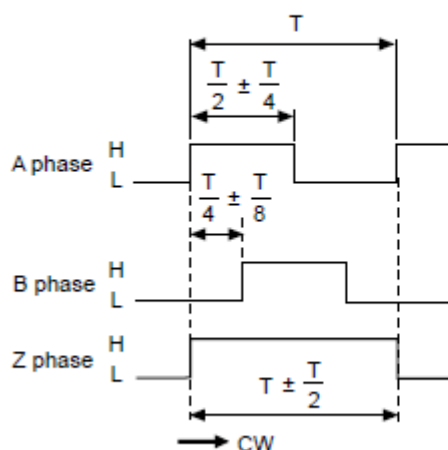 T
T/2 ± T/4
A phase H
L
T/4 ± T/8
B phase H
L
Z phase H
L
T ± T/2
CW